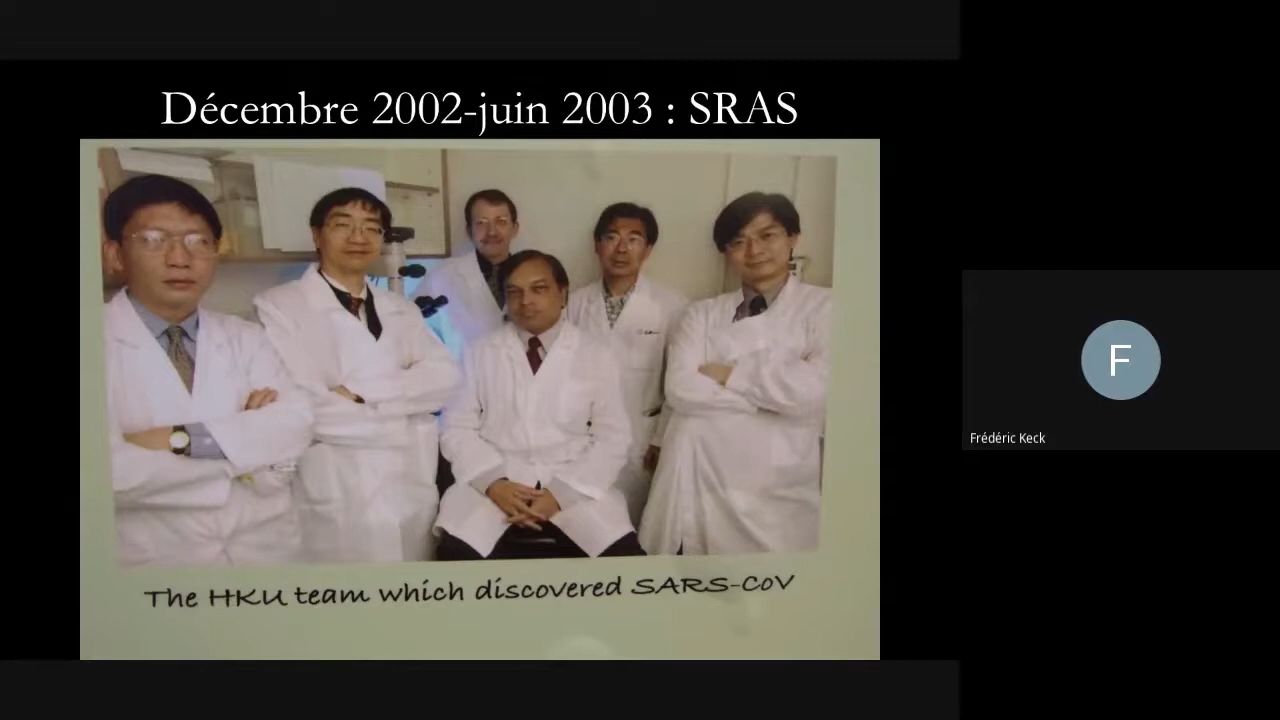 Décembre 2002-juin 2003 : SRAS
The HKU team which discovered SARS-CoV
F
Frédéric Keck